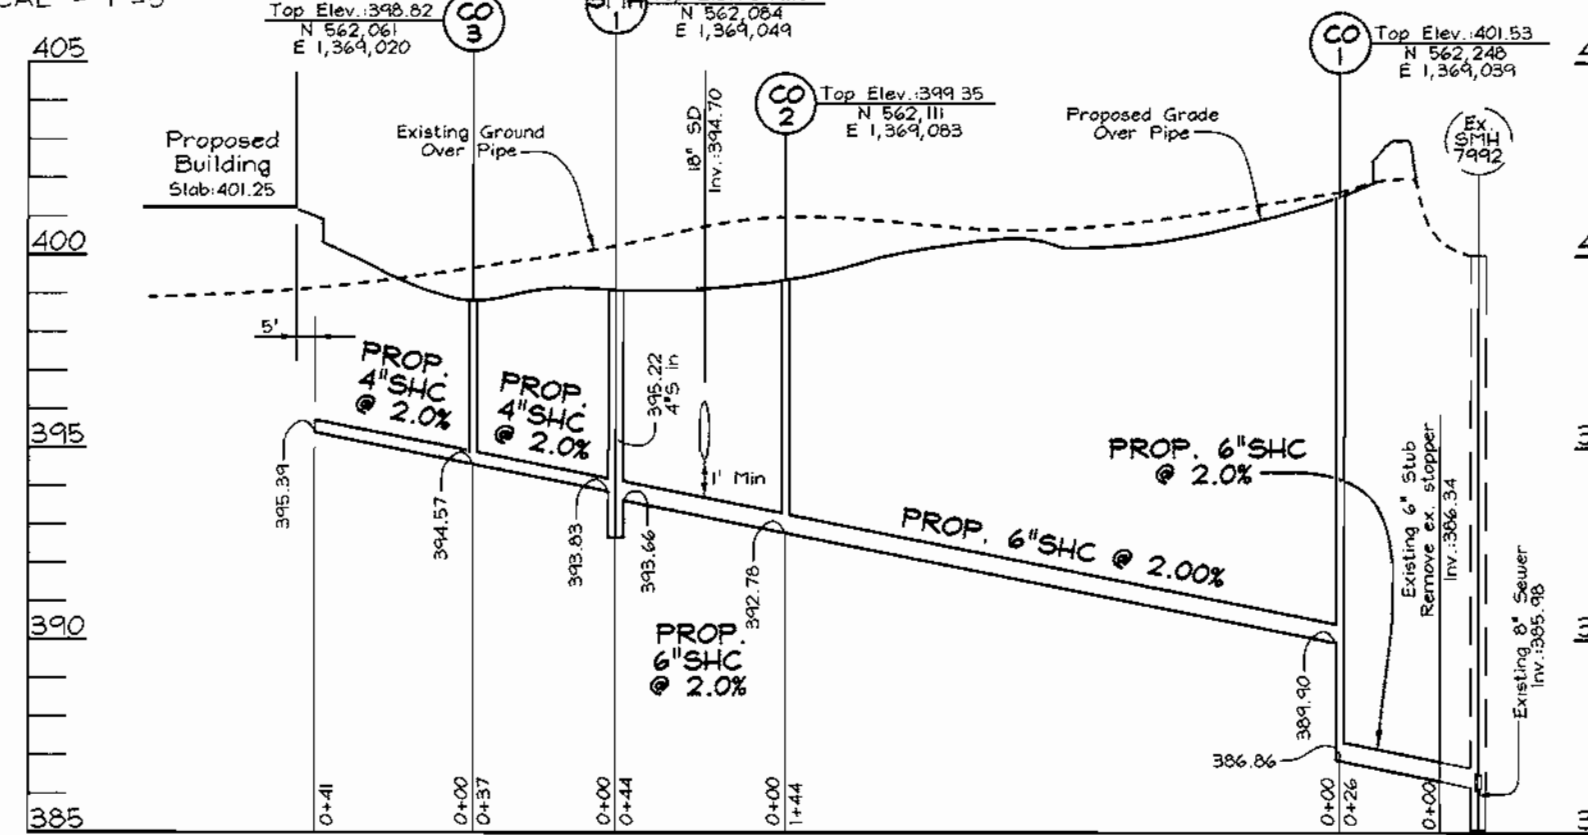 Top Elev.:398.82
N 562,061
E 1,369,020
CO
3
SMH
1
N 562,084
E 1,369,049
CO
1
Top Elev.:401.53
N 562,248
E 1,369,039
CO
2
Top Elev.:399.35
N 562,111
E 1,369,083
18" SD
Inv.:394.70
Existing Ground
Over Pipe
Proposed Grade
Over Pipe
Ex.
SMH
7992
Proposed
Building
Slab:401.25
405
400
395
390
385
5'
PROP.
4"SHC
@ 2.0%
PROP.
4"SHC
@ 2.0%
395.22
4"S in
1' Min
PROP. 6"SHC
@ 2.0%
PROP. 6"SHC @ 2.00%
PROP.
6"SHC
@ 2.0%
395.39
394.57
393.83
393.66
392.78
389.90
386.86
Existing 6" Stub
Remove ex. stopper
Inv.:386.34
Existing 8" Sewer
Inv.:385.98
0+41
0+00
0+37
0+00
0+44
0+00
1+44
0+00
0+26
0+00